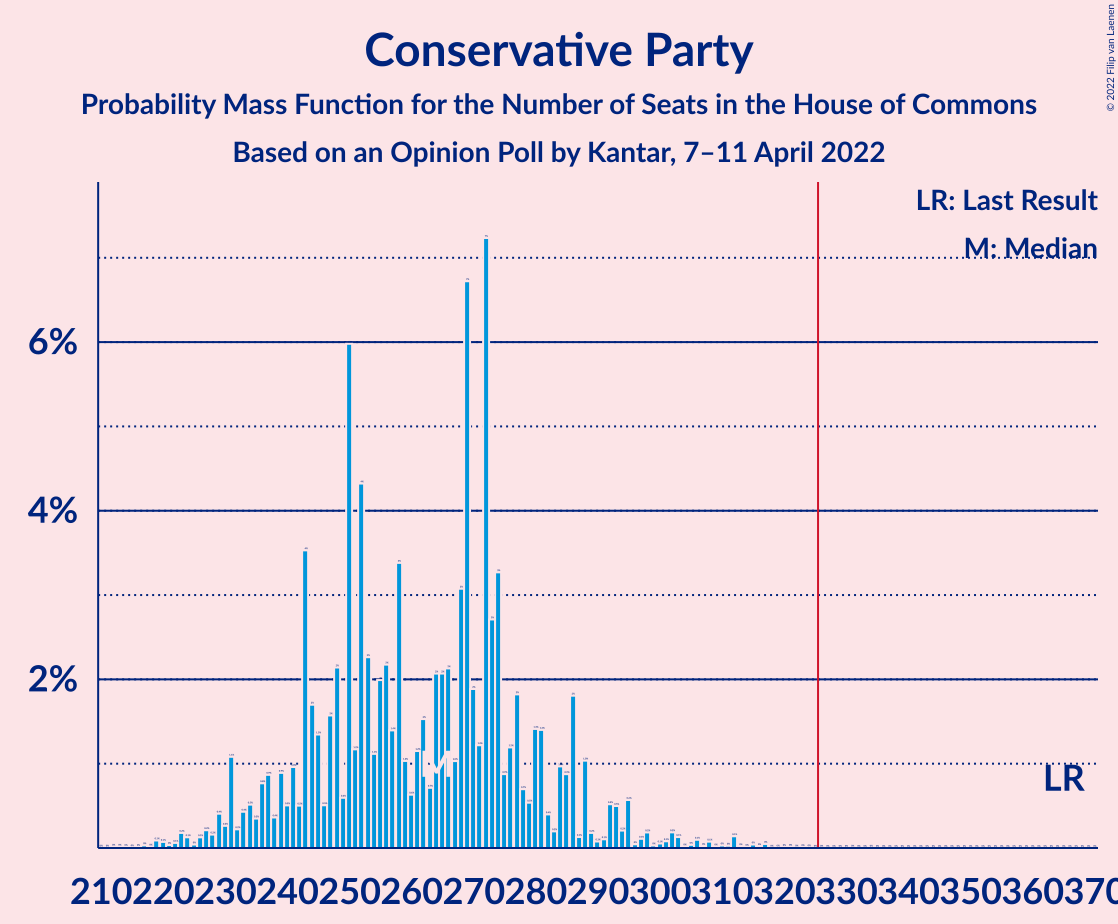 Conservative Party
Probability Mass Function for the Number of Seats in the House of Commons
Based on an Opinion Poll by Kantar, 7–11 April 2022
© 2022 Filip van Laenen
LR: Last Result
M: Median
6%
4%
2%
M
LR
210220230240250260270280290300310320330340350360370